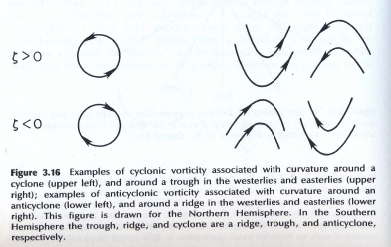 ζ>0
ζ<0
Figure 3.16 Examples of cyclonic vorticity associated with curvature around a
cyclone (upper left), and around a trough in the westerlies and easterlies (upper
right); examples of anticyclonic vorticity associated with curvature around an
anticyclone (lower left), and around a ridge in the westerlies and easterlies (lower
right). This figure is drawn for the Northern Hemisphere. In the Southern
Hemisphere the trough, ridge, and cyclone are a ridge, trough, and anticyclone,
respectively.